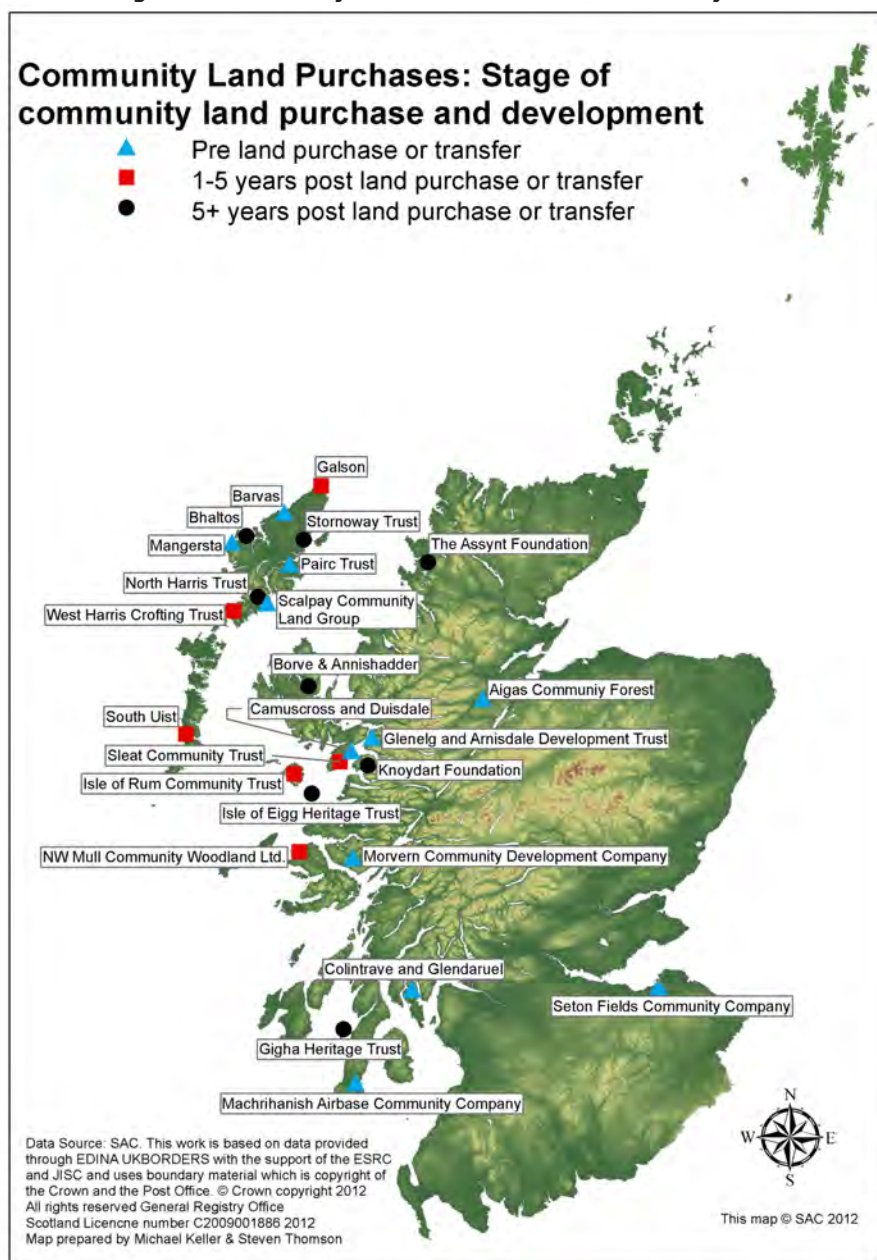 Community Land Purchases: Stage of
community land purchase and development
Pre land purchase or transfer
1-5 years post land purchase or transfer
5+ years post land purchase or transfer
Galson
Barvas
Bhaltos
Stornoway Trust
Mangersta
The Assynt Foundation
Pairc Trust
North Harris Trust
Scalpay Community
Land Group
West Harris Crofting Trust
Borve & Annishadder
Aigas Communiy Forest
Camuscross and Duisdale
South Uist
Glenelg and Arnisdale Development Trust
Sleat Community Trust
Knoydart Foundation
Isle of Rum Community Trust
Isle of Eigg Heritage Trust
NW Mull Community Woodland Ltd.
Morvern Community Development Company
Colintrave and Glendaruel
Seton Fields Community Company
Gigha Heritage Trust
Machrihanish Airbase Community Company
N
W
E
S
Data Source: SAC. This work is based on data provided
through EDINA UKBORDERS with the support of the ESRC
and JISC and uses boundary material which is copyright of
the Crown and the Post Office. © Crown copyright 2012
All rights reserved General Registry Office
Scotland Licencne number C2009001886 2012
Map prepared by Michael Keller & Steven Thomson
This map © SAC 2012